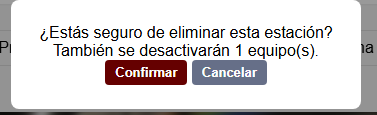 ¿Estás seguro de eliminar esta estación?
También se desactivarán 1 equipo(s).
Confirmar Cancelar